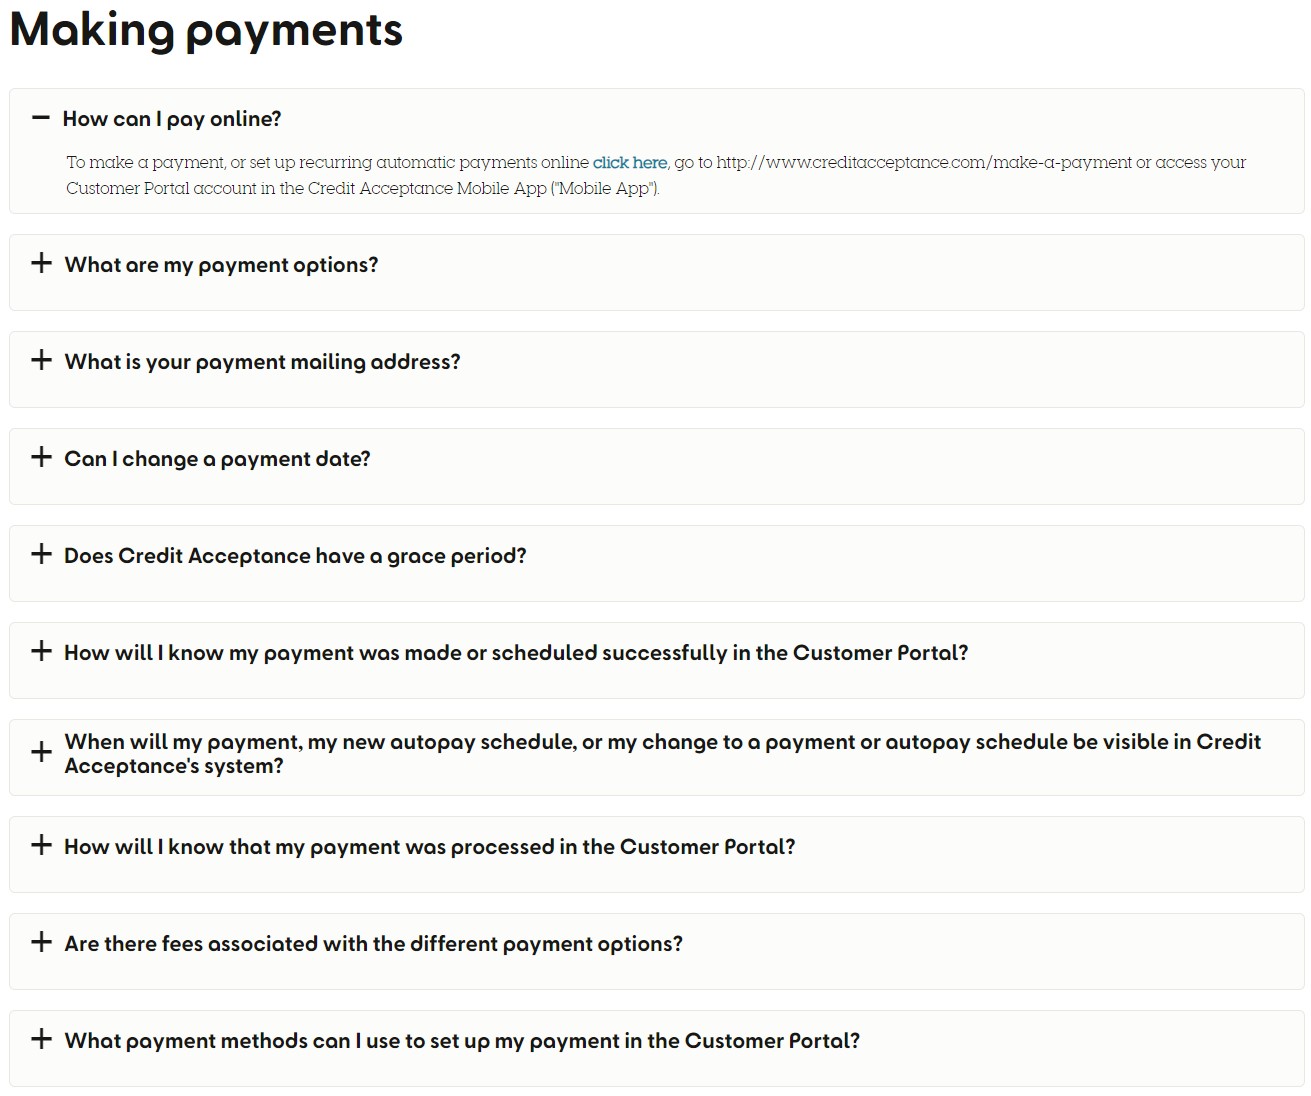 Making payments
How can I pay online?
To make a payment, or set up recurring automatic payments online click here, go to http://www.creditacceptance.com/make-a-payment or access your
Customer Portal account in the Credit Acceptance Mobile App ("Mobile App").
What are my payment options?
What is your payment mailing address?
Can I change a payment date?
Does Credit Acceptance have a grace period?
How will I know my payment was made or scheduled successfully in the Customer Portal?
When will my payment, my new autopay schedule, or my change to a payment or autopay schedule be visible in Credit
Acceptance's system?
How will I know that my payment was processed in the Customer Portal?
Are there fees associated with the different payment options?
What payment methods can I use to set up my payment in the Customer Portal?